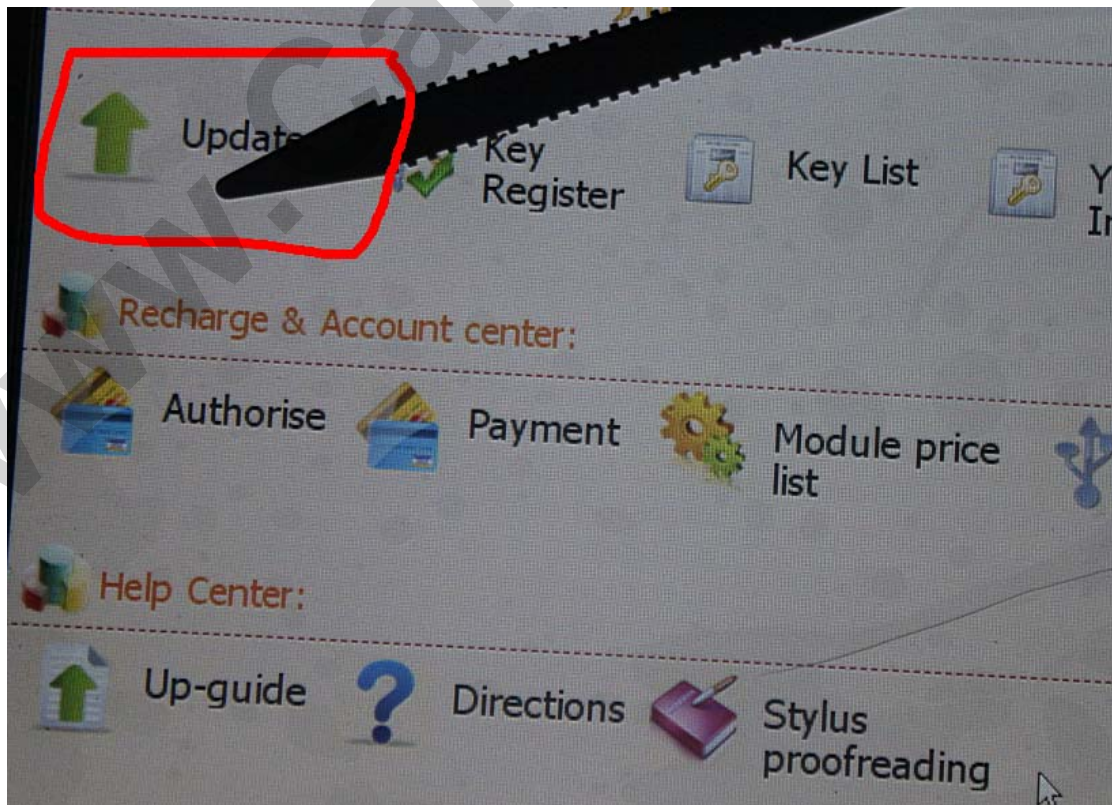 Update
Key
Register
Key List
Recharge & Account center:
Authorise
Payment
Module price
list
Help Center:
Up-guide
Directions
Stylus
proofreading